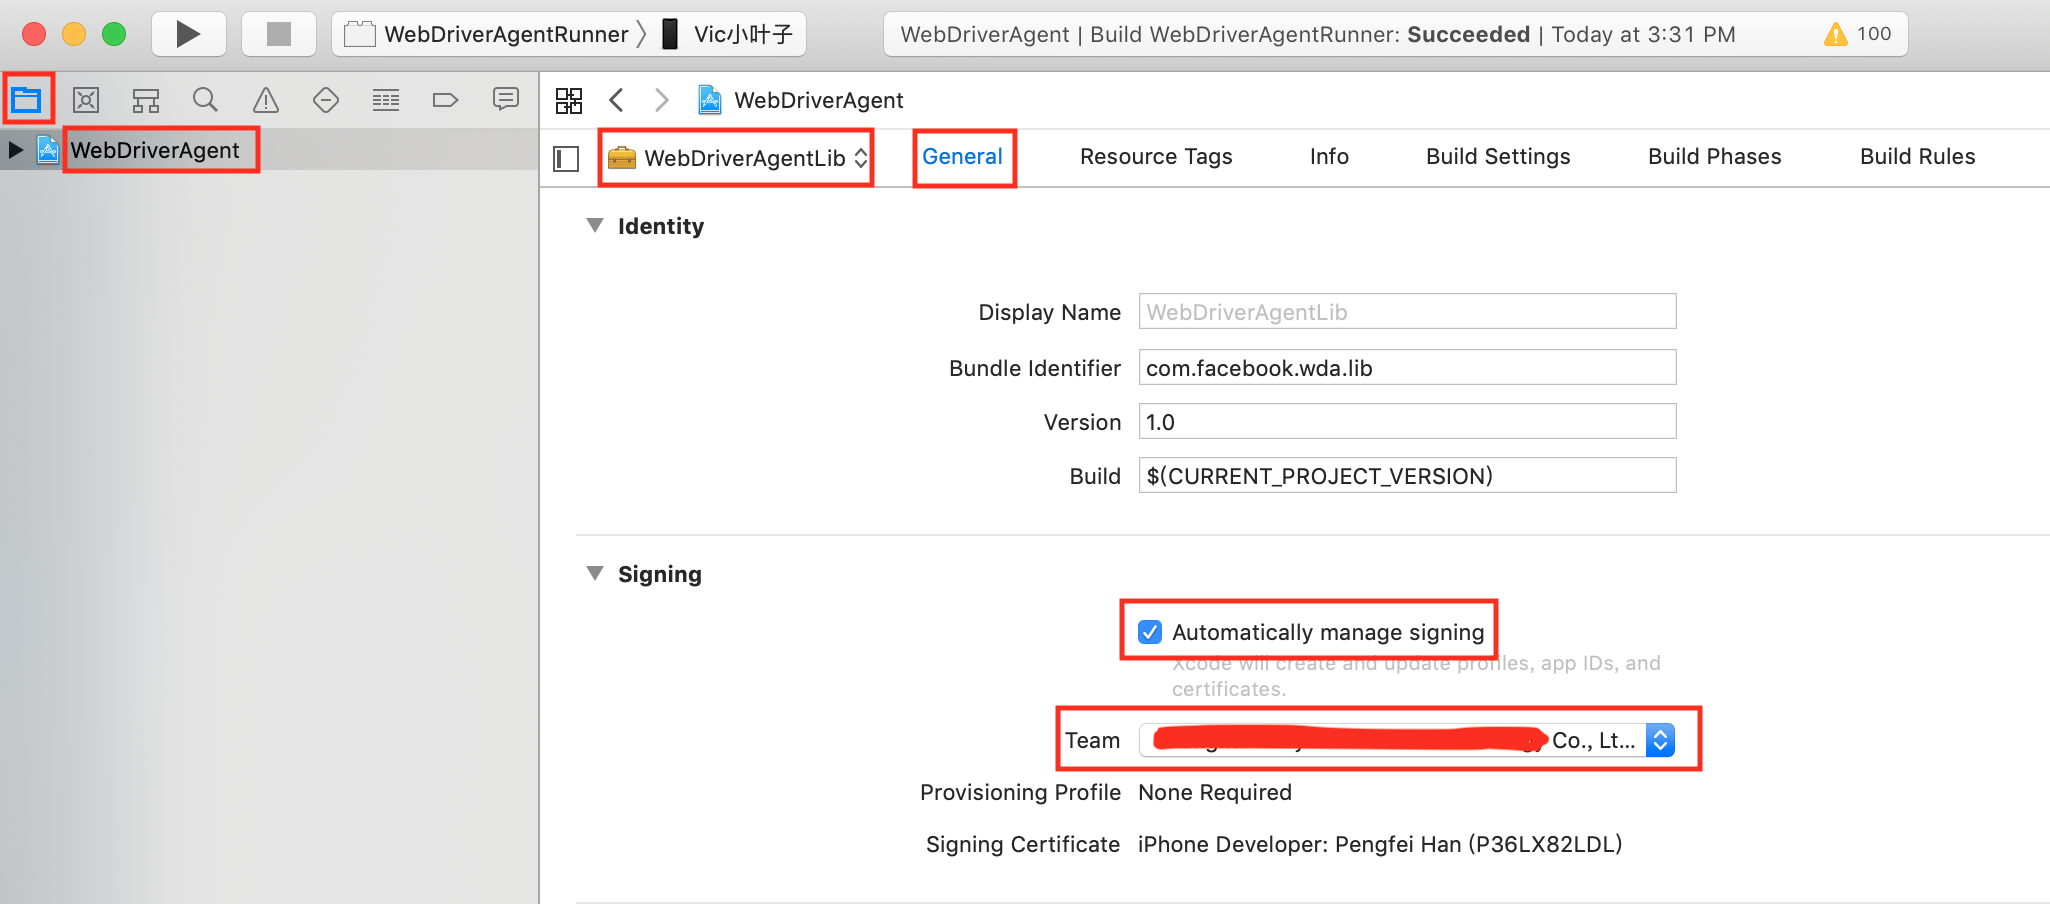 WebDriverAgentRunner Vic小叶子
WebDriverAgent | Build WebDriverAgentRunner: Succeeded | Today at 3:31 PM 100
WebDriverAgent
WebDriverAgent
WebDriverAgentLib General Resource Tags Info Build Settings Build Phases Build Rules
Identity
Display Name WebDriverAgentLib
Bundle Identifier com.facebook.wda.lib
Version 1.0
Build $(CURRENT_PROJECT_VERSION)
Signing
Automatically manage signing
Xcode will create and update profiles, app IDs, and
certificates.
Team Co., Lt...
Provisioning Profile None Required
Signing Certificate iPhone Developer: Pengfei Han (P36LX82LDL)